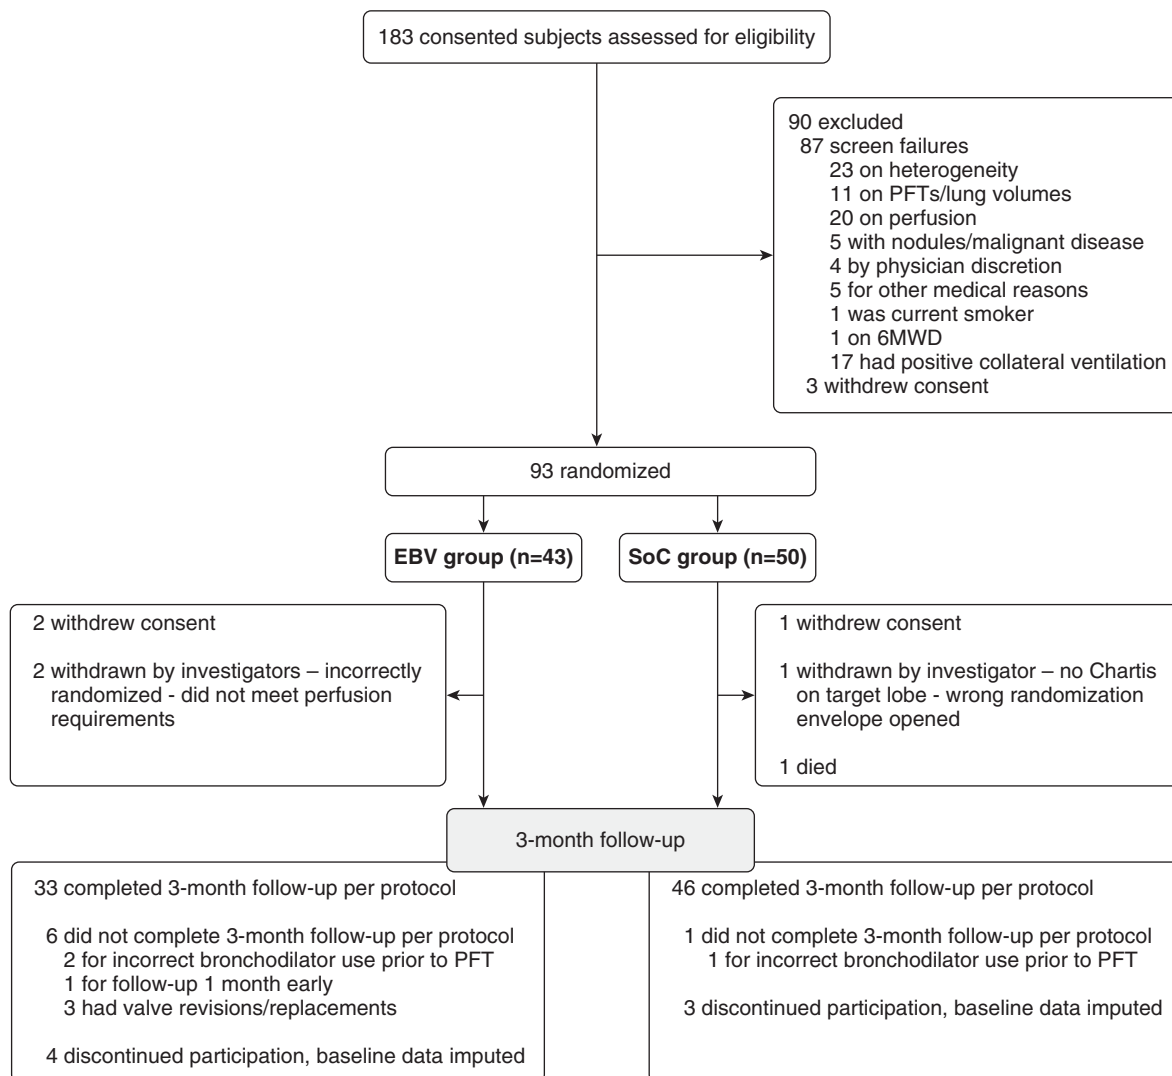 183 consented subjects assessed for eligibility
90 excluded
87 screen failures
23 on heterogeneity
11 on PFTs/lung volumes
20 on perfusion
5 with nodules/malignant disease
4 by physician discretion
5 for other medical reasons
1 was current smoker
1 on 6MWD
17 had positive collateral ventilation
3 withdrew consent
93 randomized
EBV group (n=43)
SoC group (n=50)
2 withdrew consent
2 withdrawn by investigators – incorrectly
randomized - did not meet perfusion
requirements
1 withdrew consent
1 withdrawn by investigator – no Chartis
on target lobe - wrong randomization
envelope opened
1 died
3-month follow-up
33 completed 3-month follow-up per protocol
6 did not complete 3-month follow-up per protocol
2 for incorrect bronchodilator use prior to PFT
1 for follow-up 1 month early
3 had valve revisions/replacements
4 discontinued participation, baseline data imputed
46 completed 3-month follow-up per protocol
1 did not complete 3-month follow-up per protocol
1 for incorrect bronchodilator use prior to PFT
3 discontinued participation, baseline data imputed